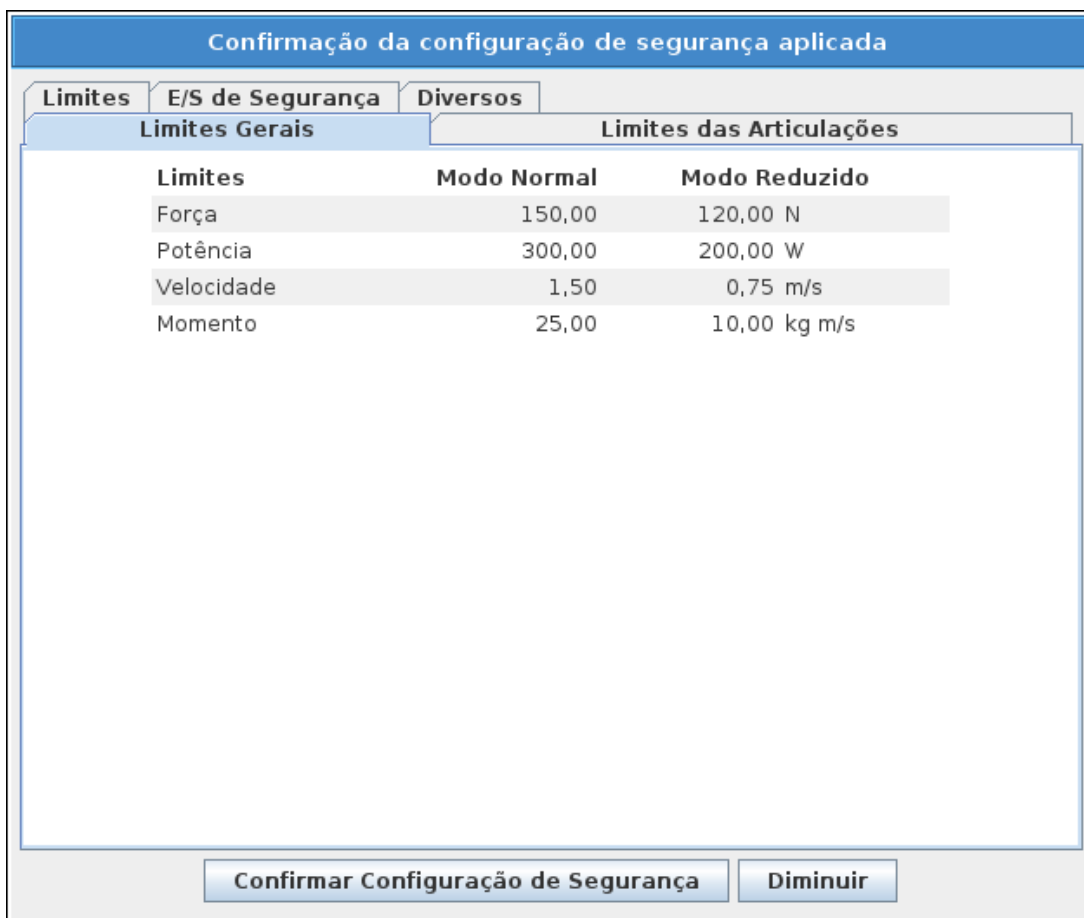 Confirmação da configuração de segurança aplicada
Limites E/S de Segurança Diversos
Limites Gerais Limites das Articulações
Limites Modo Normal Modo Reduzido
Força 150,00 120,00 N
Potência 300,00 200,00 W
Velocidade 1,50 0,75 m/s
Momento 25,00 10,00 kg m/s
Confirmar Configuração de Segurança Diminuir